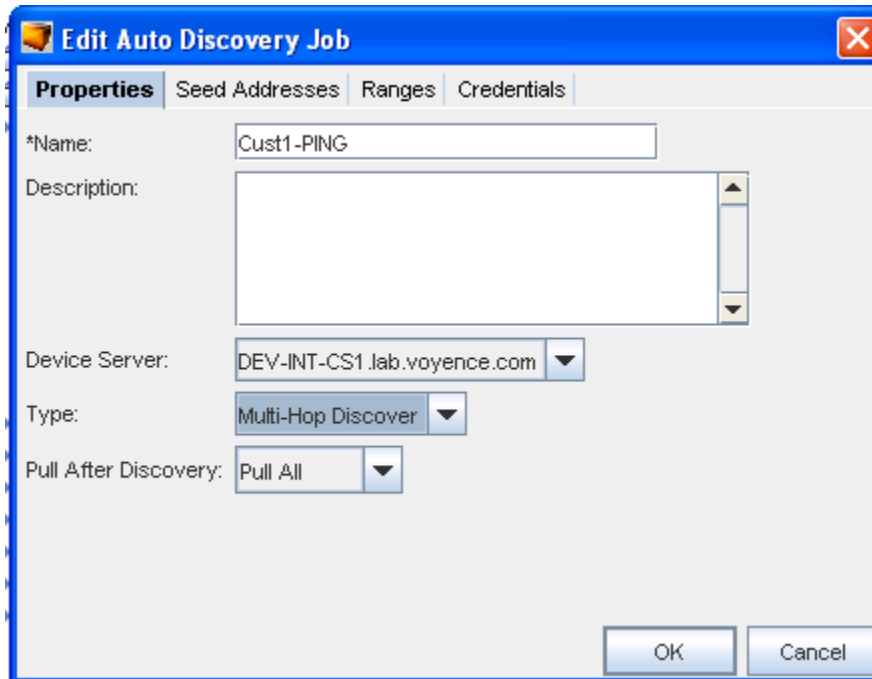 Edit Auto Discovery Job
Properties Seed Addresses Ranges Credentials
*Name: Cust1-PING
Description:
Device Server: DEV-INT-CS1.lab.voyence.com
Type: Multi-Hop Discover
Pull After Discovery: Pull All
OK Cancel